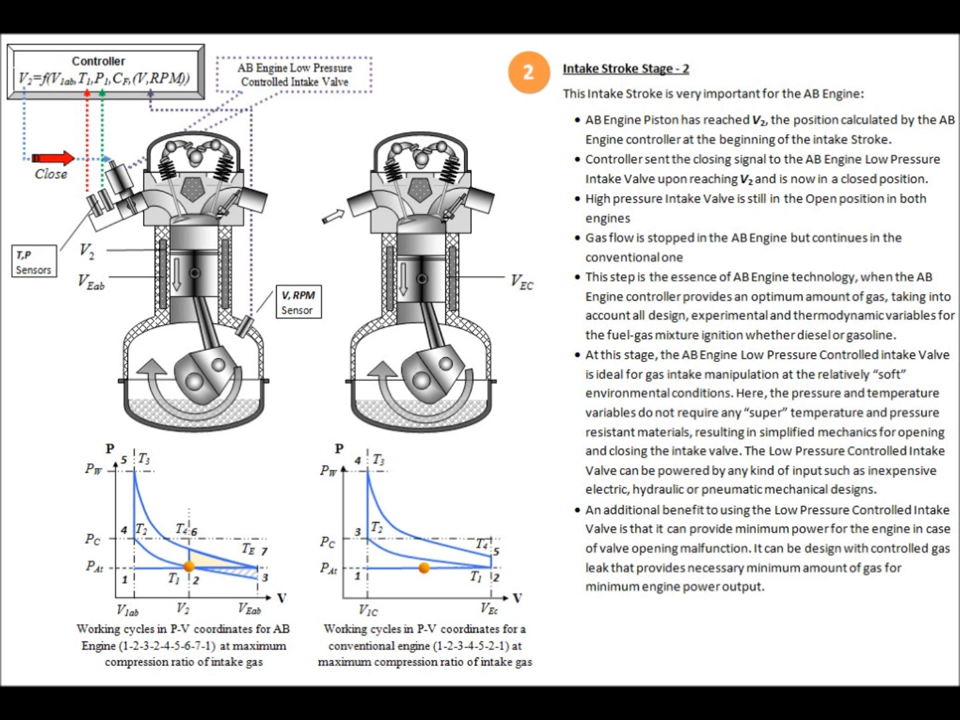 Controller
V₂=f(V₁ab,T₁,P₁,C_F,(V,RPM))
AB Engine Low Pressure
Controlled Intake Valve
Close
T,P
Sensors
V₂
V_Eab
V, RPM
Sensor
V_EC
2
Intake Stroke Stage - 2
This Intake Stroke is very important for the AB Engine:
• AB Engine Piston has reached V₂, the position calculated by the AB
Engine controller at the beginning of the intake Stroke.
• Controller sent the closing signal to the AB Engine Low Pressure
Intake Valve upon reaching V₂ and is now in a closed position.
• High pressure Intake Valve is still in the Open position in both
engines
• Gas flow is stopped in the AB Engine but continues in the
conventional one
• This step is the essence of AB Engine technology, when the AB
Engine controller provides an optimum amount of gas, taking into
account all design, experimental and thermodynamic variables for
the fuel-gas mixture ignition whether diesel or gasoline.
• At this stage, the AB Engine Low Pressure Controlled intake Valve
is ideal for gas intake manipulation at the relatively “soft”
environmental conditions. Here, the pressure and temperature
variables do not require any “super” temperature and pressure
resistant materials, resulting in simplified mechanics for opening
and closing the intake valve. The Low Pressure Controlled Intake
Valve can be powered by any kind of input such as inexpensive
electric, hydraulic or pneumatic mechanical designs.
• An additional benefit to using the Low Pressure Controlled Intake
Valve is that it can provide minimum power for the engine in case
of valve opening malfunction. It can be design with controlled gas
leak that provides necessary minimum amount of gas for
minimum engine power output.
P
5 T₃
P_W
4 T₂ T₄ 6
P_C
T_E 7
P_At
1 T₁ 2 3
V
V₁ab V₂ V_Eab
Working cycles in P-V coordinates for AB
Engine (1-2-3-2-4-5-6-7-1) at maximum
compression ratio of intake gas
P
4 T₃
P_W
3 T₂
P_C
T₄ 5
P_At
1 T₁ 2
V
V₁C V_Ec
Working cycles in P-V coordinates for a
conventional engine (1-2-3-4-5-2-1) at
maximum compression ratio of intake gas